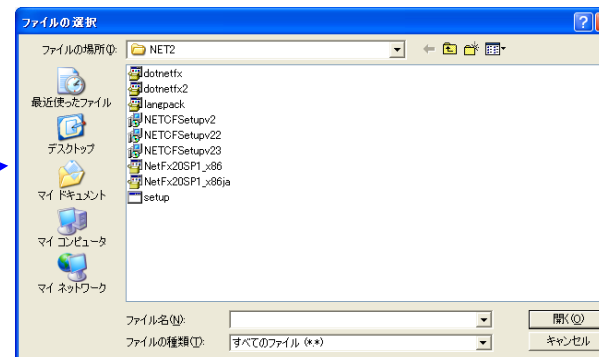 ファイルの選択
ファイルの場所(I):
NET2
最近使ったファイル
デスクトップ
マイ ドキュメント
マイ コンピュータ
マイ ネットワーク
dotnetfx
dotnetfx2
langpack
NETCFSetupv2
NETCFSetupv22
NETCFSetupv23
NetFx20SP1_x86
NetFx20SP1_x86ja
setup
ファイル名(N):
開く(O)
ファイルの種類(T):
すべてのファイル (*.*)
キャンセル